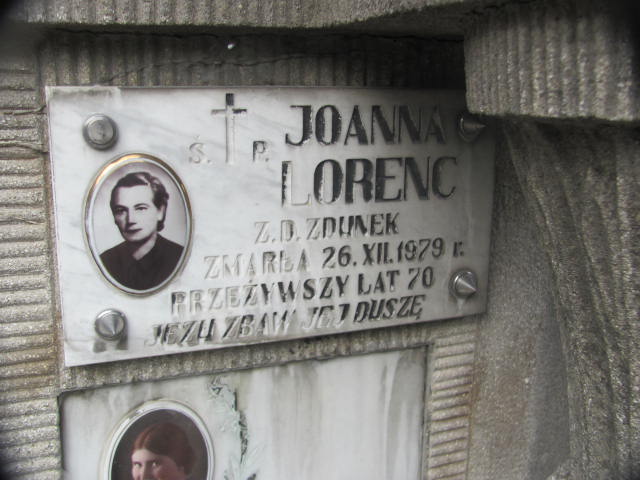 Ś. P. JOANNA
LORENC
Z.D. ZDUNEK
ZMARŁA 26.XII.1979 r.
PRZEŻYWSZY LAT 70
JEZU ZBAW JEJ DUSZĘ